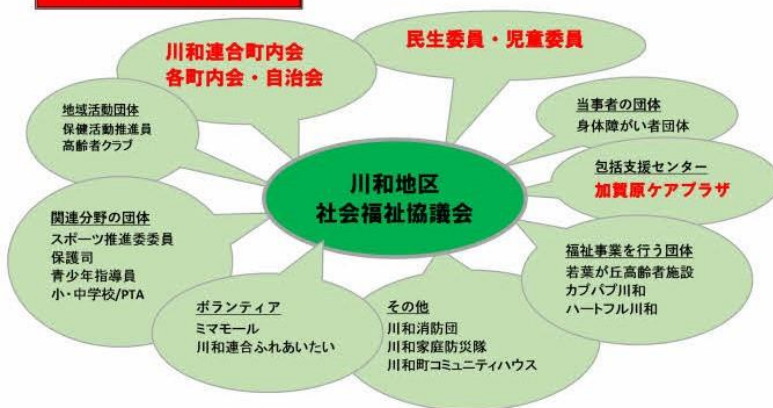 川和連合町内会
各町内会・自治会
民生委員・児童委員
地域活動団体
保健活動推進員
高齢者クラブ
当事者の団体
身体障がい者団体
川和地区
社会福祉協議会
包括支援センター
加賀原ケアプラザ
関連分野の団体
スポーツ推進委委員
保護司
青少年指導員
小・中学校/PTA
福祉事業を行う団体
若葉が丘高齢者施設
カプパプ川和
ハートフル川和
ボランティア
ミマモール
川和連合ふれあいたい
その他
川和消防団
川和家庭防災隊
川和町コミュニティハウス